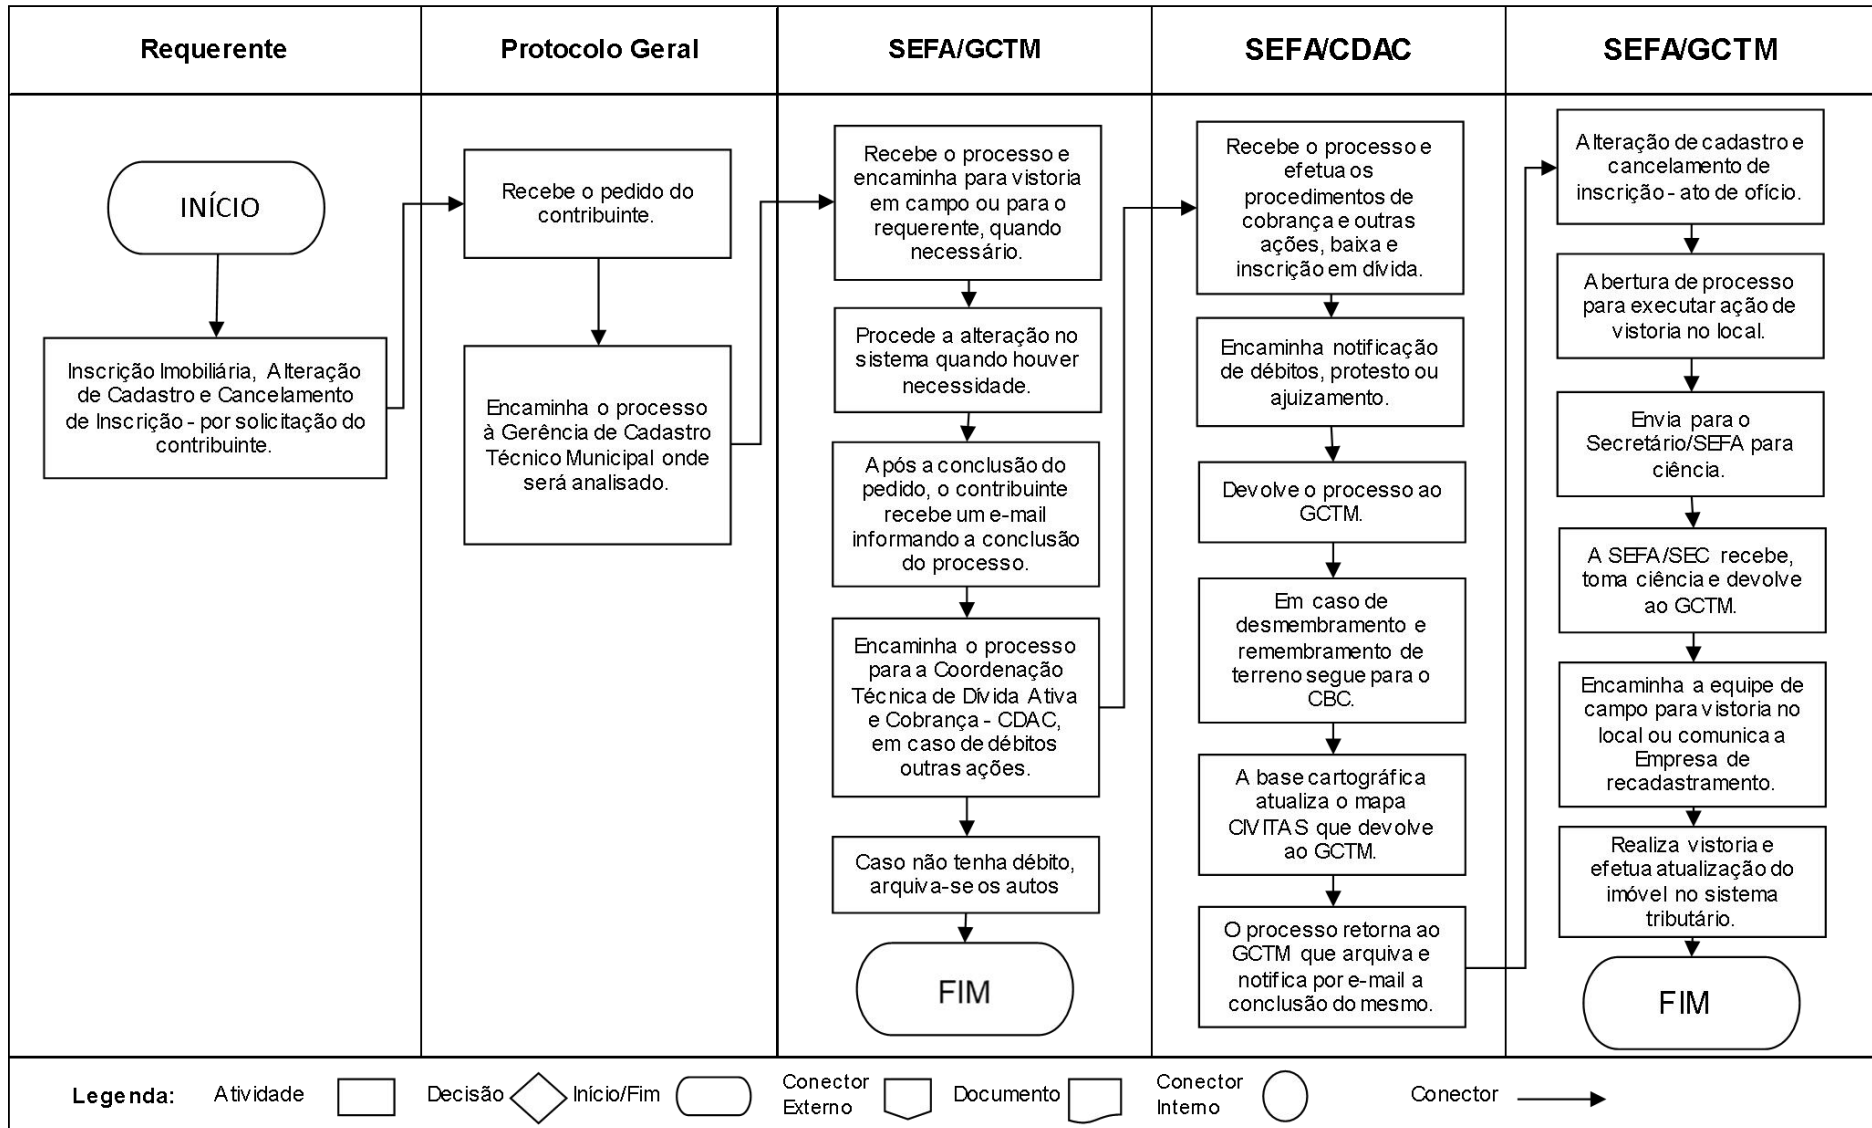 Requerente
Protocolo Geral
SEFA/GCTM
SEFA/CDAC
SEFA/GCTM
INÍCIO
Inscrição Imobiliária, Alteração
de Cadastro e Cancelamento
de Inscrição - por solicitação do
contribuinte.
Recebe o pedido do
contribuinte.
Encaminha o processo
à Gerência de Cadastro
Técnico Municipal onde
será analisado.
Recebe o processo e
encaminha para vistoria
em campo ou para o
requerente, quando
necessário.
Procede a alteração no
sistema quando houver
necessidade.
Após a conclusão do
pedido, o contribuinte
recebe um e-mail
informando a conclusão
do processo.
Encaminha o processo
para a Coordenação
Técnica de Dívida Ativa
e Cobrança - CDAC,
em caso de débitos
outras ações.
Caso não tenha débito,
arquiva-se os autos
FIM
Recebe o processo e
efetua os
procedimentos de
cobrança e outras
ações, baixa e
inscrição em dívida.
Encaminha notificação
de débitos, protesto ou
ajuizamento.
Devolve o processo ao
GCTM.
Em caso de
desmembramento e
remembramento de
terreno segue para o
CBC.
A base cartográfica
atualiza o mapa
CIVITAS que devolve
ao GCTM.
O processo retorna ao
GCTM que arquiva e
notifica por e-mail a
conclusão do mesmo.
Alteração de cadastro e
cancelamento de
inscrição - ato de ofício.
Abertura de processo
para executar ação de
vistoria no local.
Envia para o
Secretário/SEFA para
ciência.
A SEFA/SEC recebe,
toma ciência e devolve
ao GCTM.
Encaminha a equipe de
campo para vistoria no
local ou comunica a
Empresa de
recadastramento.
Realiza vistoria e
efetua atualização do
imóvel no sistema
tributário.
FIM
Legenda:
Atividade
Decisão
Início/Fim
Conector
Externo
Documento
Conector
Interno
Conector